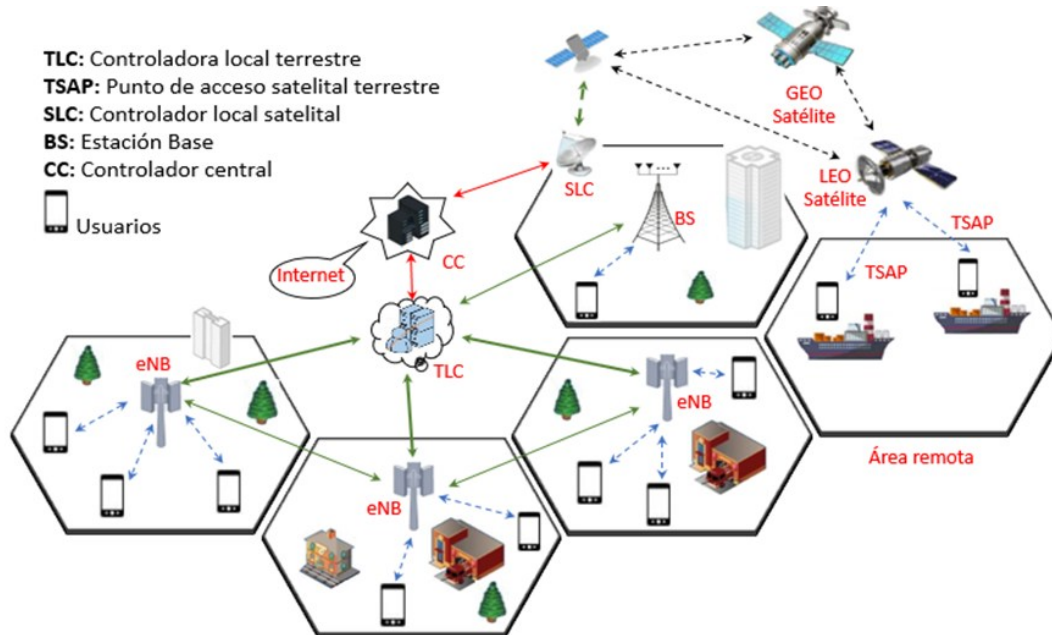 TLC: Controladora local terrestre
TSAP: Punto de acceso satelital terrestre
SLC: Controlador local satelital
BS: Estación Base
CC: Controlador central
Usuarios
GEO
Satélite
LEO
Satélite
SLC
BS
TSAP
TSAP
CC
Internet
TLC
eNB
eNB
eNB
Área remota